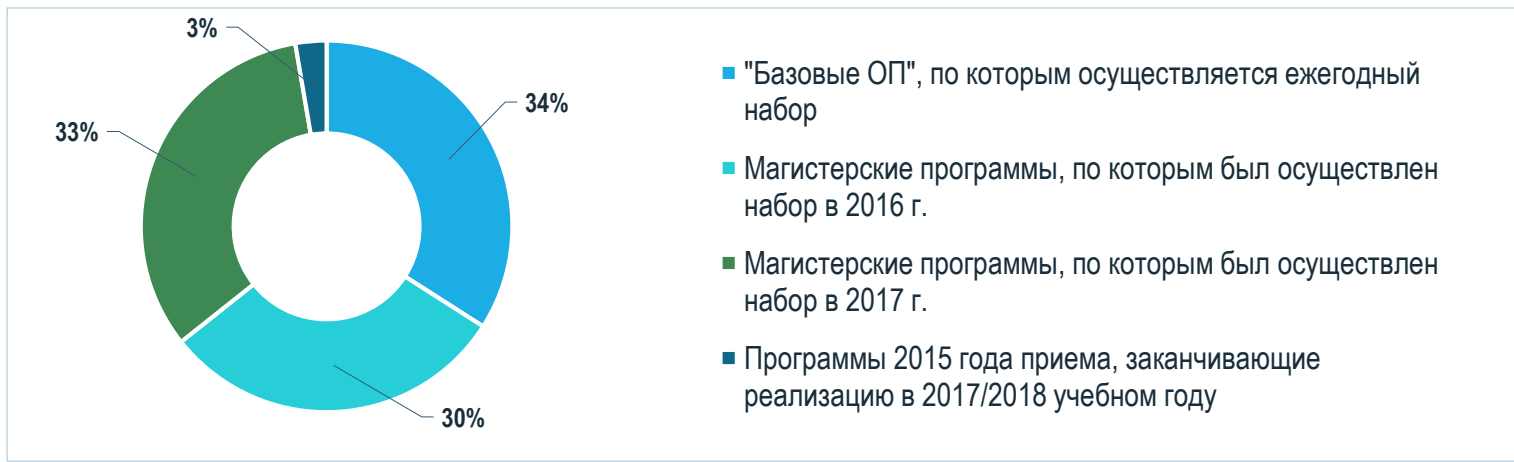 3%
34%
33%
30%
"Базовые ОП", по которым осуществляется ежегодный
набор
Магистерские программы, по которым был осуществлен
набор в 2016 г.
Магистерские программы, по которым был осуществлен
набор в 2017 г.
Программы 2015 года приема, заканчивающие
реализацию в 2017/2018 учебном году